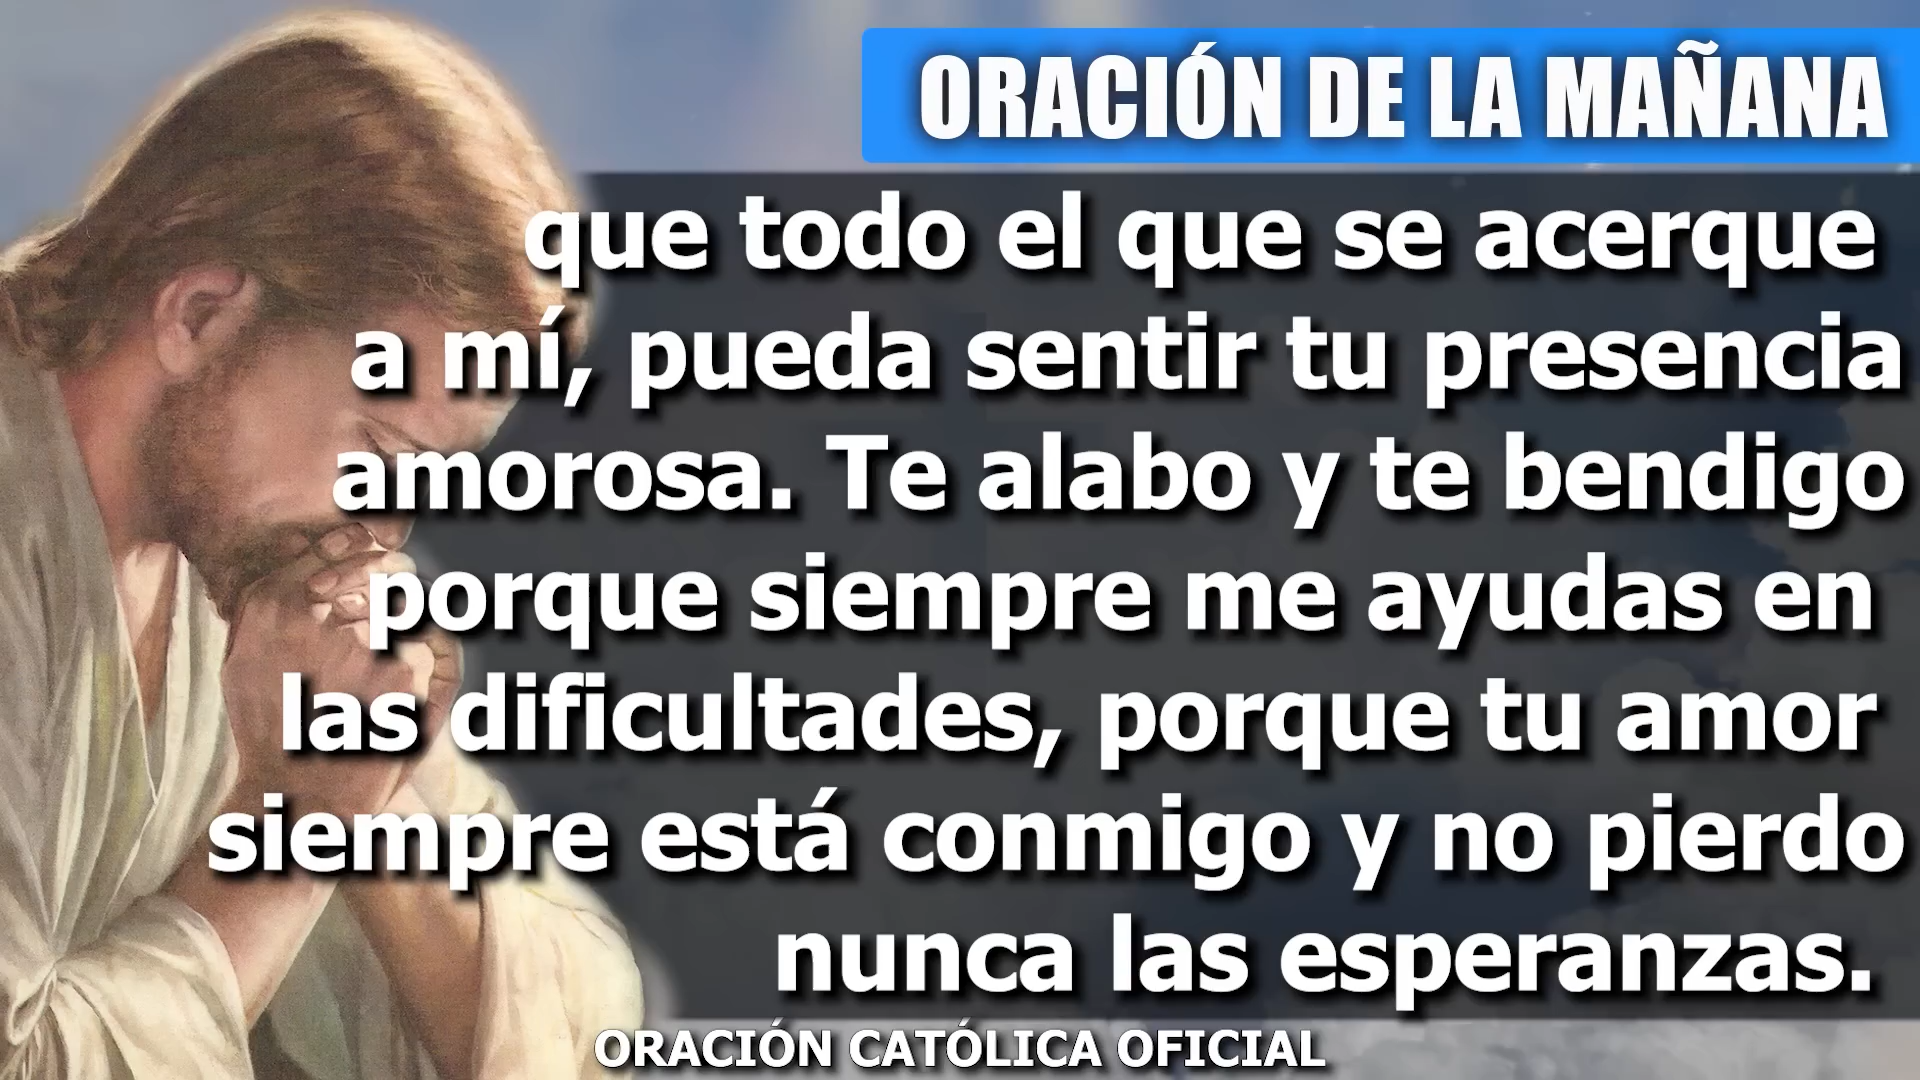 ORACIÓN DE LA MAÑANA
que todo el que se acerque
a mí, pueda sentir tu presencia
amorosa. Te alabo y te bendigo
porque siempre me ayudas en
las dificultades, porque tu amor
siempre está conmigo y no pierdo
nunca las esperanzas.
ORACIÓN CATÓLICA OFICIAL